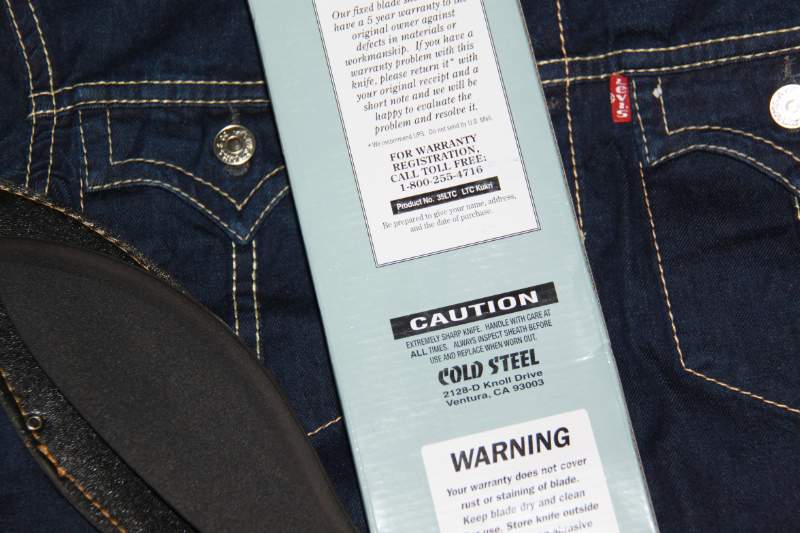 Our fixed blade
have a 5 year warranty to the
original owner against
defects in materials or
workmanship. If you have a
warranty problem with this
knife, please return it* with
your original receipt and a
short note and we will be
happy to evaluate the
problem and resolve it.
* We recommend UPS. Do not send by U.S. Mail.
FOR WARRANTY
REGISTRATION,
CALL TOLL FREE:
1-800-255-4716
Product No. 35LTC LTC Kukri
Be prepared to give your name, address,
and the date of purchase.
CAUTION
EXTREMELY SHARP KNIFE. HANDLE WITH CARE AT
ALL TIMES. ALWAYS INSPECT SHEATH BEFORE
USE AND REPLACE WHEN WORN OUT.
COLD STEEL
2128-D Knoll Drive
Ventura, CA 93003
WARNING
Your warranty does not cover
rust or staining of blade.
Keep blade dry and clean
use. Store knife outside
abrasive
Levi's